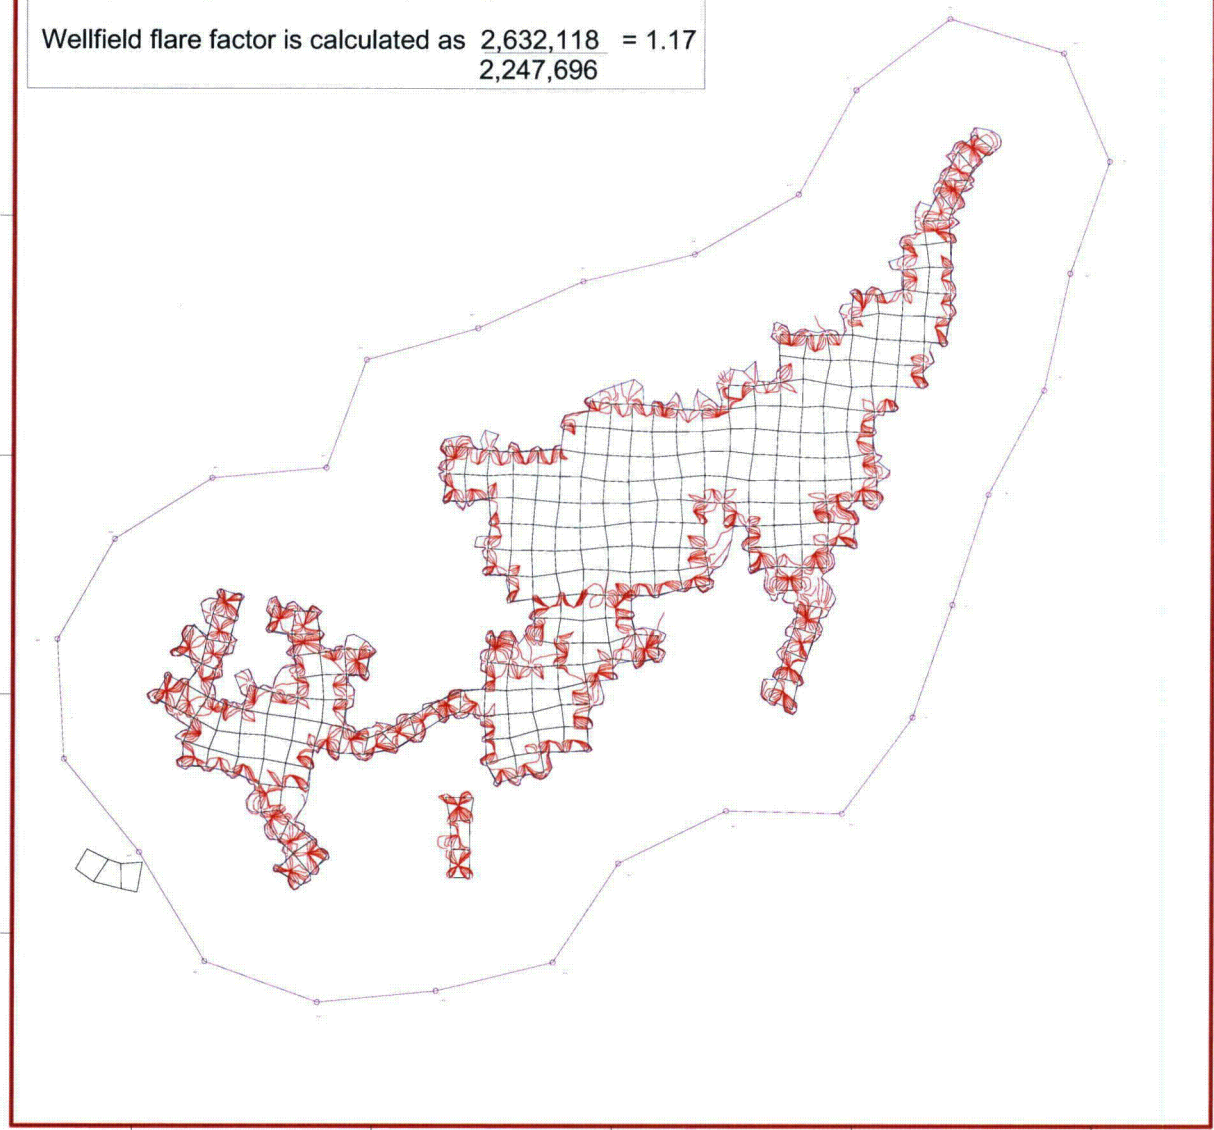 Wellfield flare factor is calculated as 2,632,118 = 1.17
2,247,696